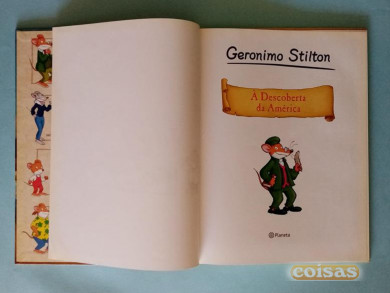 Geronimo Stilton
À Descoberta
da América
Planeta
coisas